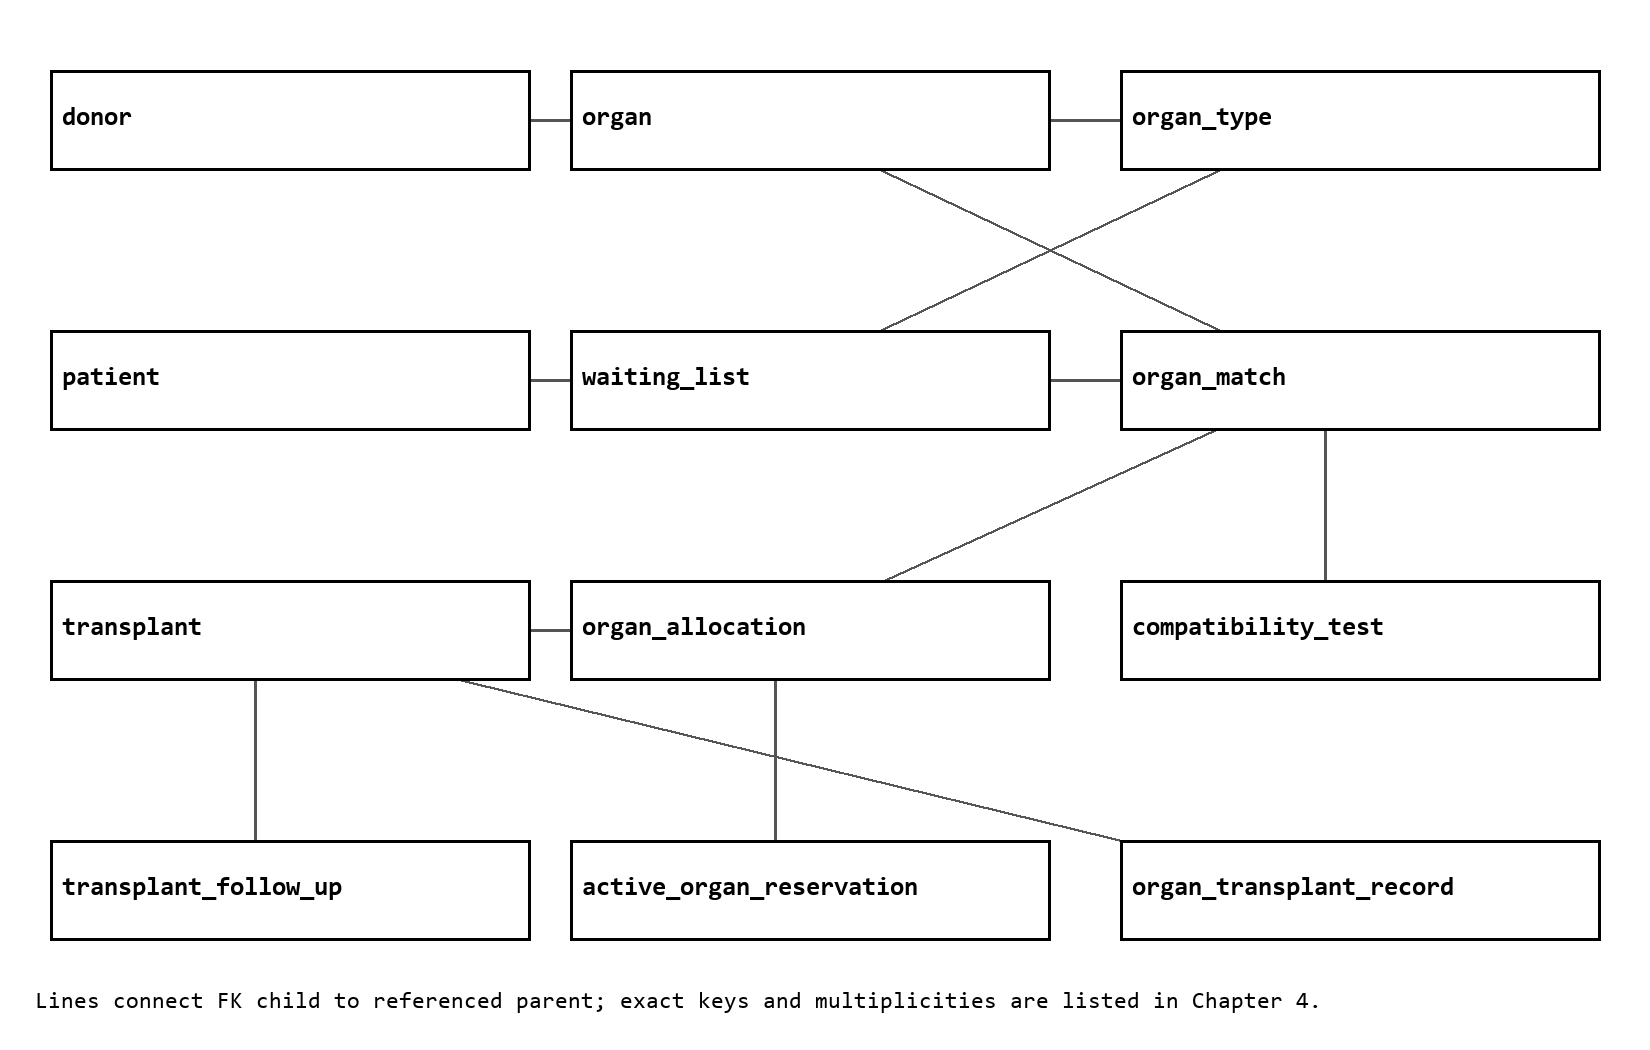 donor
organ
organ_type
patient
waiting_list
organ_match
transplant
organ_allocation
compatibility_test
transplant_follow_up
active_organ_reservation
organ_transplant_record
Lines connect FK child to referenced parent; exact keys and multiplicities are listed in Chapter 4.